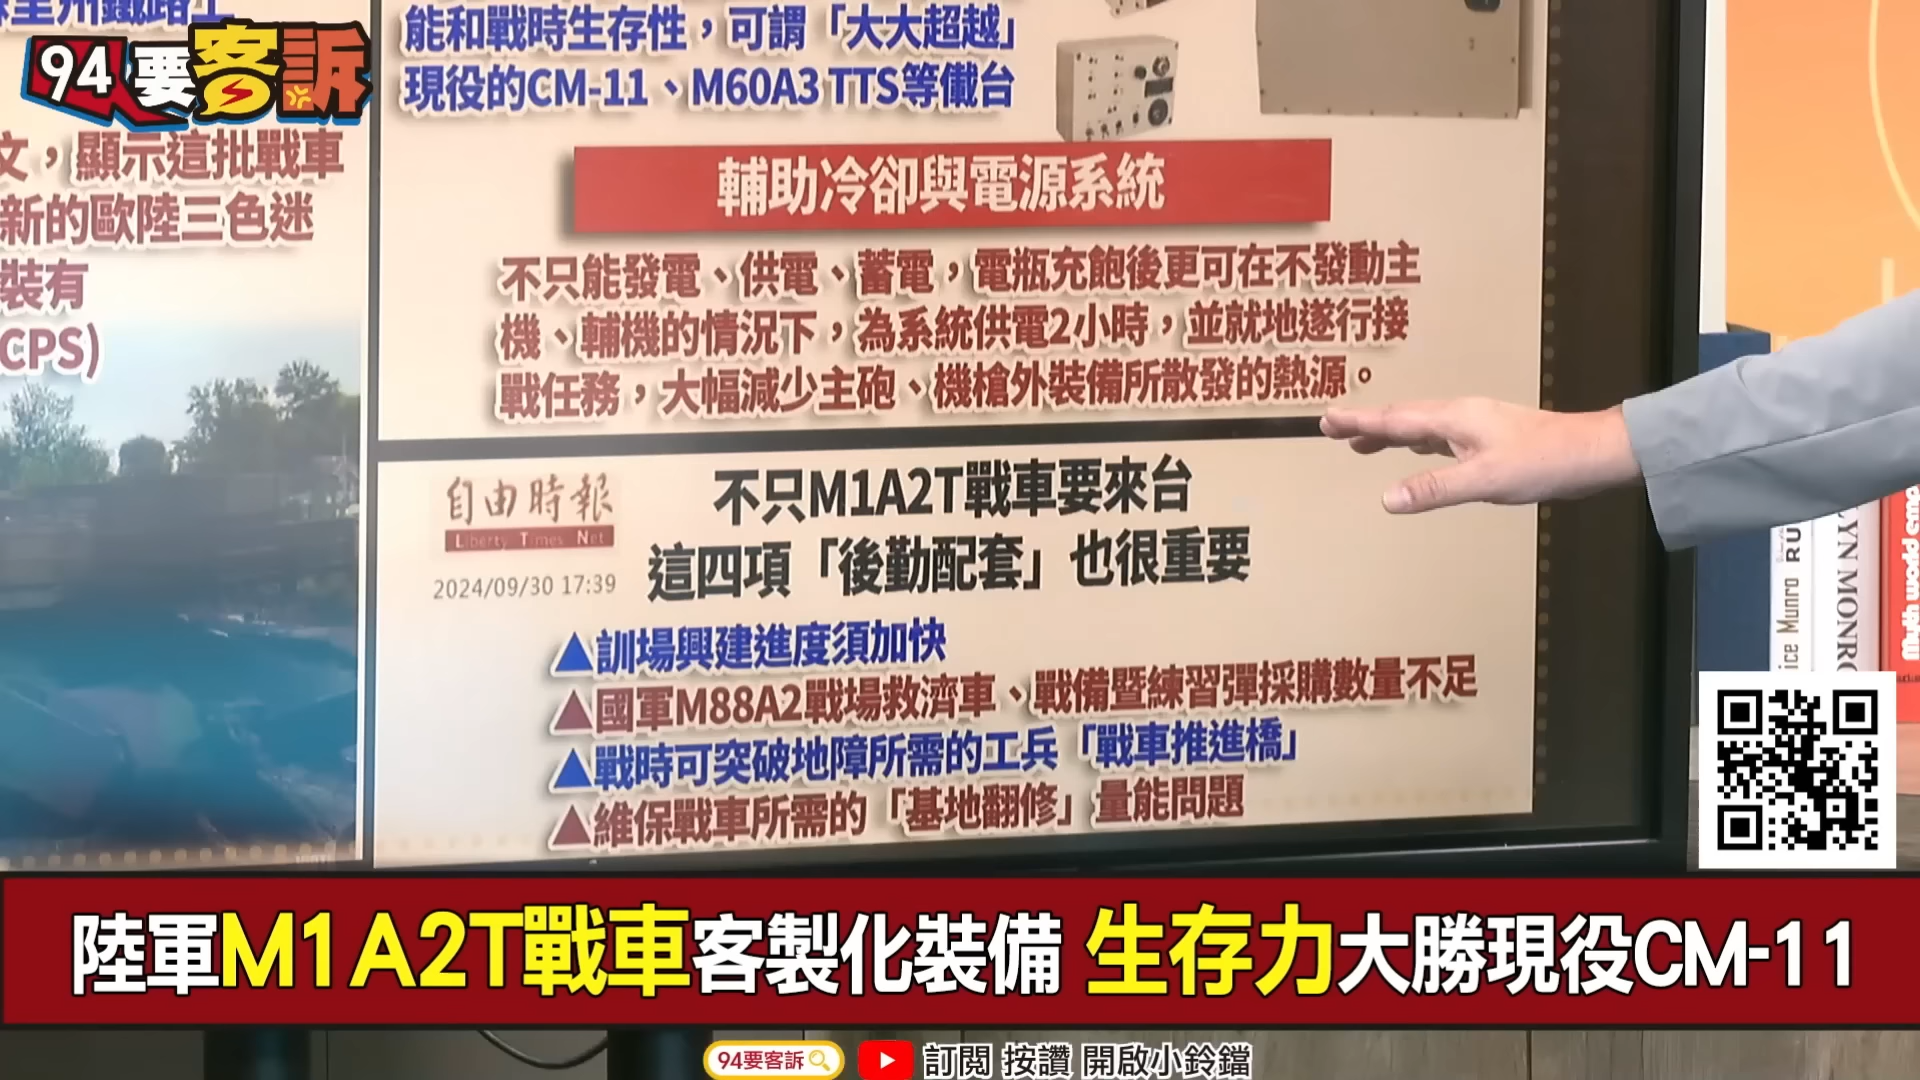 94要客訴
文，顯示這批戰車
新的歐陸三色迷
裝有
CPS)
能和戰時生存性，可謂「大大超越」
現役的CM-11、M60A3 TTS等儎台
輔助冷卻與電源系統
不只能發電、供電、蓄電，電瓶充飽後更可在不發動主
機、輔機的情況下，為系統供電2小時，並就地遂行接
戰任務，大幅減少主砲、機槍外裝備所散發的熱源。
自由時報
Liberty Times Net
2024/09/30 17:39
不只M1A2T戰車要來台
這四項「後勤配套」也很重要
▲訓場興建進度須加快
▲國軍M88A2戰場救濟車、戰備暨練習彈採購數量不足
▲戰時可突破地障所需的工兵「戰車推進橋」
▲維保戰車所需的「基地翻修」量能問題
ice Munro
RU
LYN MONRO
Myth world
陸軍M1A2T戰車客製化裝備 生存力大勝現役CM-11
94要客訴
訂閱 按讚 開啟小鈴鐺